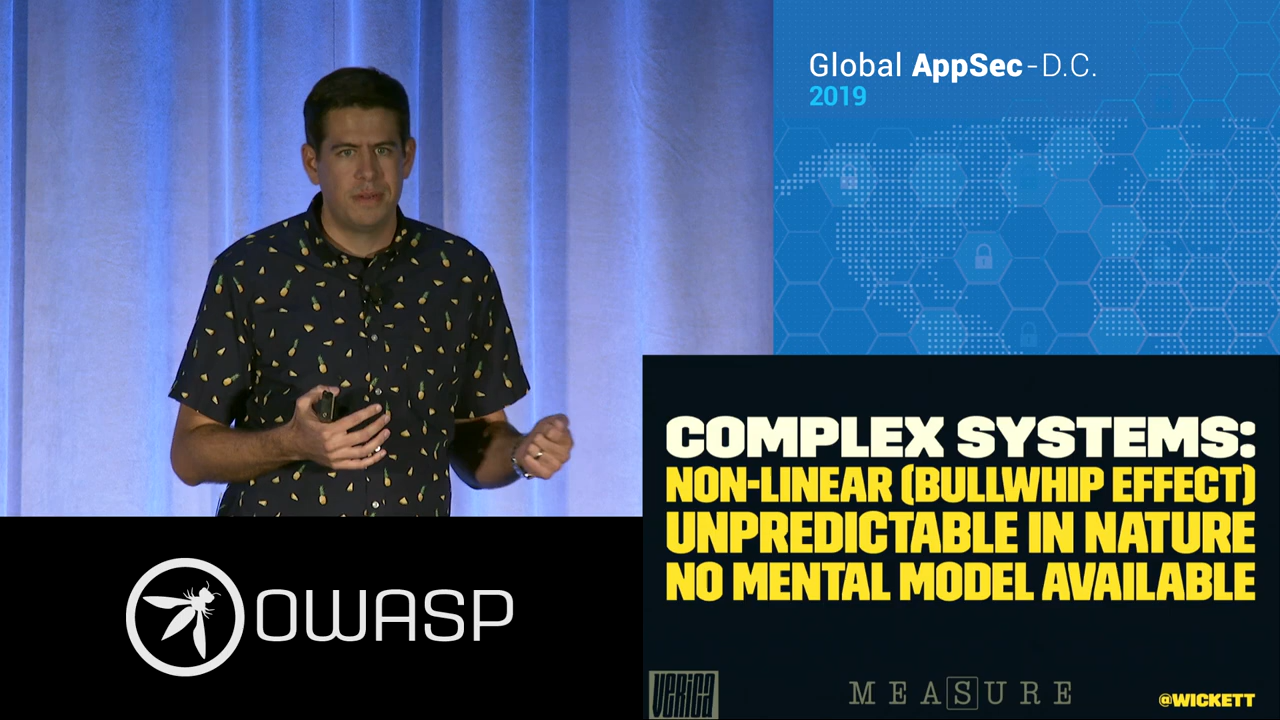 Global AppSec - D.C.
2019
COMPLEX SYSTEMS:
NON-LINEAR (BULLWHIP EFFECT)
UNPREDICTABLE IN NATURE
NO MENTAL MODEL AVAILABLE
OWASP
VERICA
MEASURE
@WICKETT